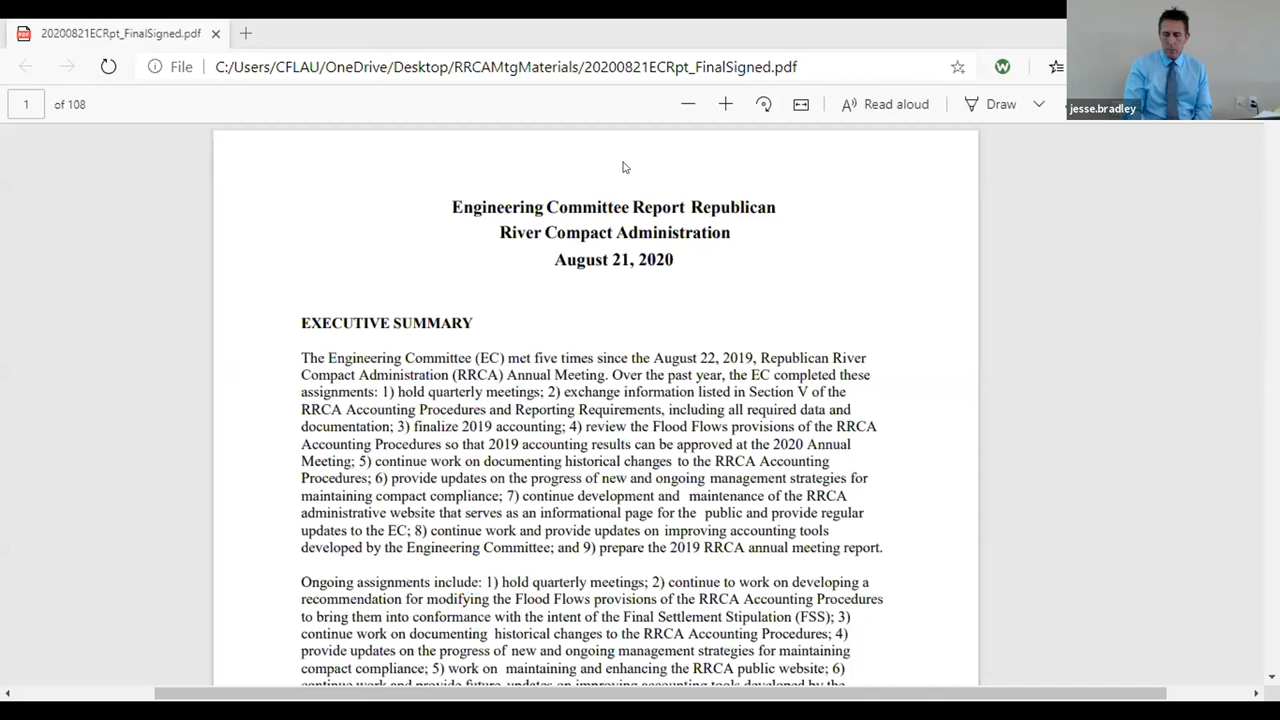 20200821ECRpt_FinalSigned.pdf
File C:/Users/CFLAU/OneDrive/Desktop/RRCAMtgMaterials/20200821ECRpt_FinalSigned.pdf
1 of 108 Read aloud Draw
jesse.bradley
Engineering Committee Report Republican
River Compact Administration
August 21, 2020
EXECUTIVE SUMMARY
The Engineering Committee (EC) met five times since the August 22, 2019, Republican River
Compact Administration (RRCA) Annual Meeting. Over the past year, the EC completed these
assignments: 1) hold quarterly meetings; 2) exchange information listed in Section V of the
RRCA Accounting Procedures and Reporting Requirements, including all required data and
documentation; 3) finalize 2019 accounting; 4) review the Flood Flows provisions of the RRCA
Accounting Procedures so that 2019 accounting results can be approved at the 2020 Annual
Meeting; 5) continue work on documenting historical changes to the RRCA Accounting
Procedures; 6) provide updates on the progress of new and ongoing management strategies for
maintaining compact compliance; 7) continue development and maintenance of the RRCA
administrative website that serves as an informational page for the public and provide regular
updates to the EC; 8) continue work and provide updates on improving accounting tools
developed by the Engineering Committee; and 9) prepare the 2019 RRCA annual meeting report.
Ongoing assignments include: 1) hold quarterly meetings; 2) continue to work on developing a
recommendation for modifying the Flood Flows provisions of the RRCA Accounting Procedures
to bring them into conformance with the intent of the Final Settlement Stipulation (FSS); 3)
continue work on documenting historical changes to the RRCA Accounting Procedures; 4)
provide updates on the progress of new and ongoing management strategies for maintaining
compact compliance; 5) work on maintaining and enhancing the RRCA public website; 6)
continue work and provide future updates on improving accounting tools developed by the